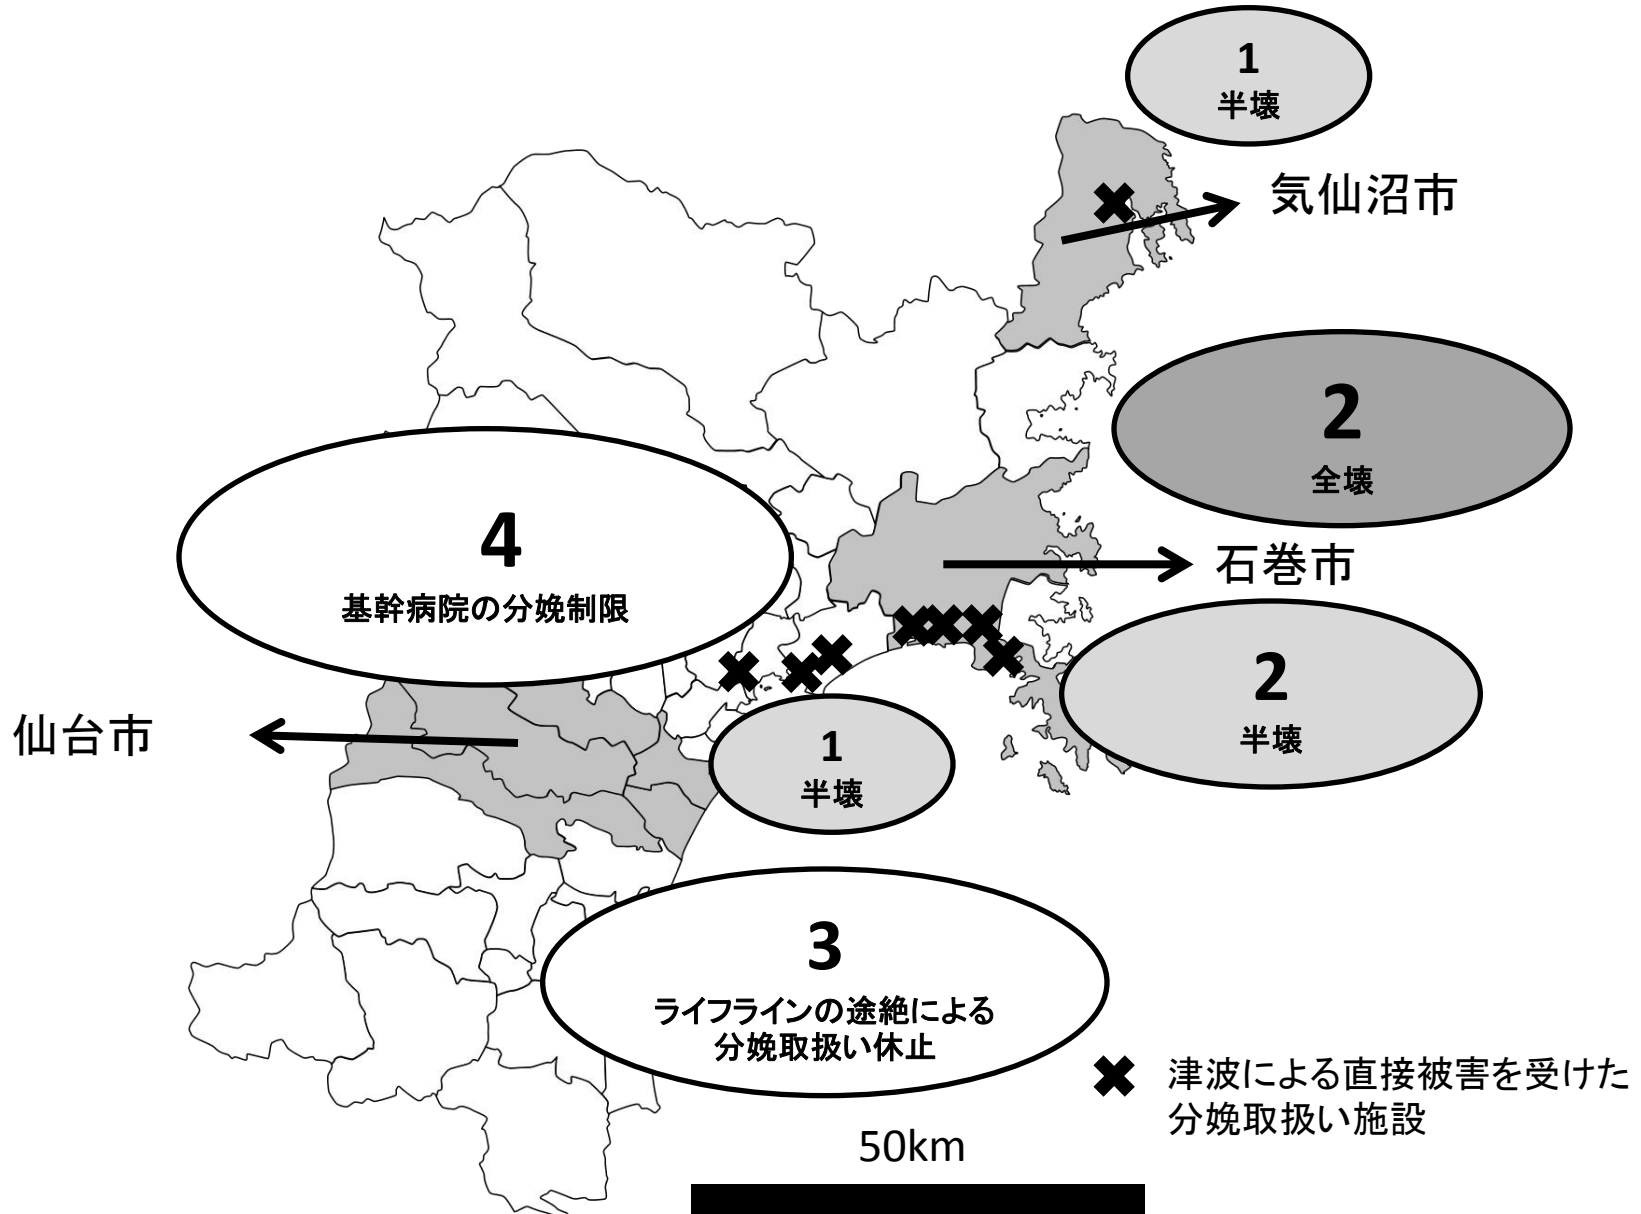 1
半壊
気仙沼市
2
全壊
4
基幹病院の分娩制限
石巻市
2
半壊
仙台市
1
半壊
3
ライフラインの途絶による
分娩取扱い休止
津波による直接被害を受けた
分娩取扱い施設
50km